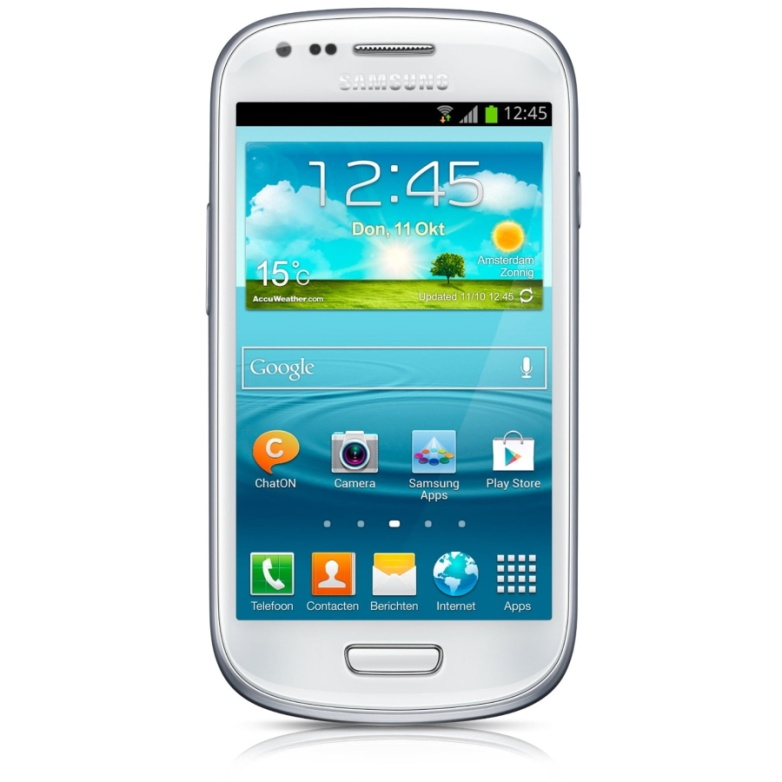 SAMSUNG
12:45
12:45
Don, 11 Okt
Amsterdam
Zonnig
15°C
AccuWeather.com
Updated 11/10 12:45
Google
C
ChatON
Camera
Samsung
Apps
Play Store
Telefoon
Contacten
Berichten
Internet
Apps